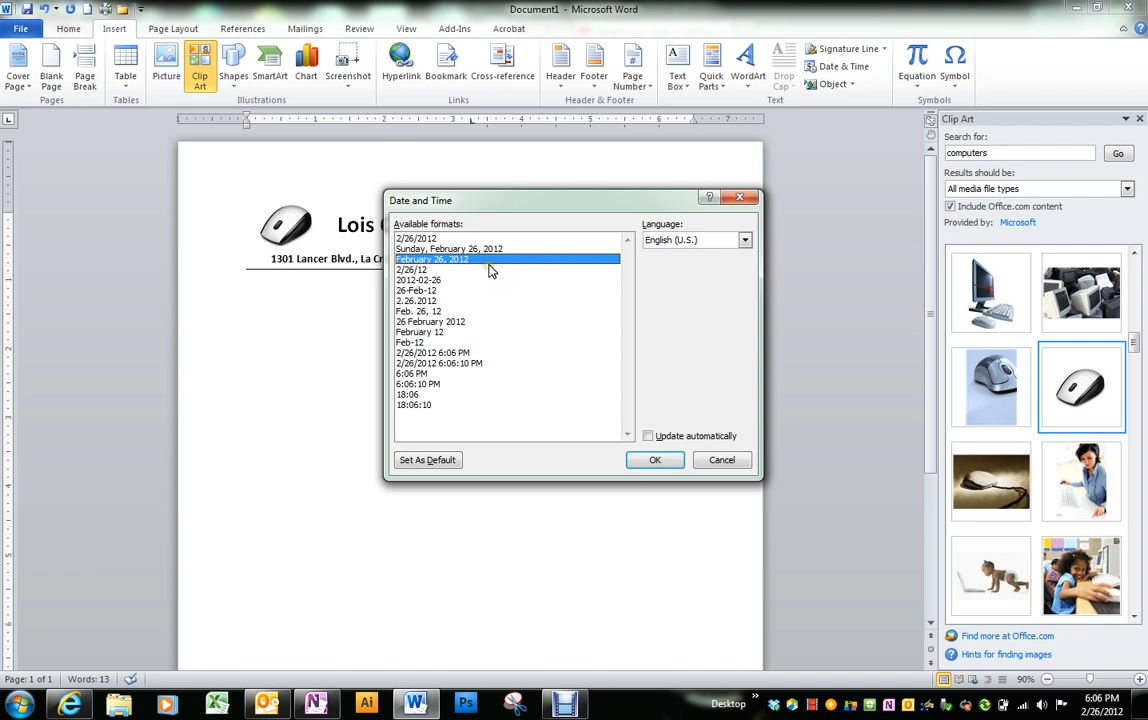 Document1 - Microsoft Word
File Home Insert Page Layout References Mailings Review View Add-Ins Acrobat
Cover Page
Blank Page
Page Break
Table
Picture
Clip Art
Shapes
SmartArt
Chart
Screenshot
Hyperlink
Bookmark
Cross-reference
Header
Footer
Page Number
Text Box
Quick Parts
WordArt
Drop Cap
Signature Line
Date & Time
Object
Equation
Symbol
Pages Tables Illustrations Links Header & Footer Text Symbols
Lois
1301 Lancer Blvd., La Cr
Date and Time
Available formats:
2/26/2012
Sunday, February 26, 2012
February 26, 2012
2/26/12
2012-02-26
26-Feb-12
2.26.2012
Feb. 26, 12
26 February 2012
February 12
Feb-12
2/26/2012 6:06 PM
2/26/2012 6:06:10 PM
6:06 PM
6:06:10 PM
18:06
18:06:10
Language:
English (U.S.)
Update automatically
Set As Default
OK
Cancel
Clip Art
Search for:
computers
Go
Results should be:
All media file types
Include Office.com content
Provided by: Microsoft
Find more at Office.com
Hints for finding images
Page: 1 of 1 Words: 13
90%
Desktop
6:06 PM
2/26/2012